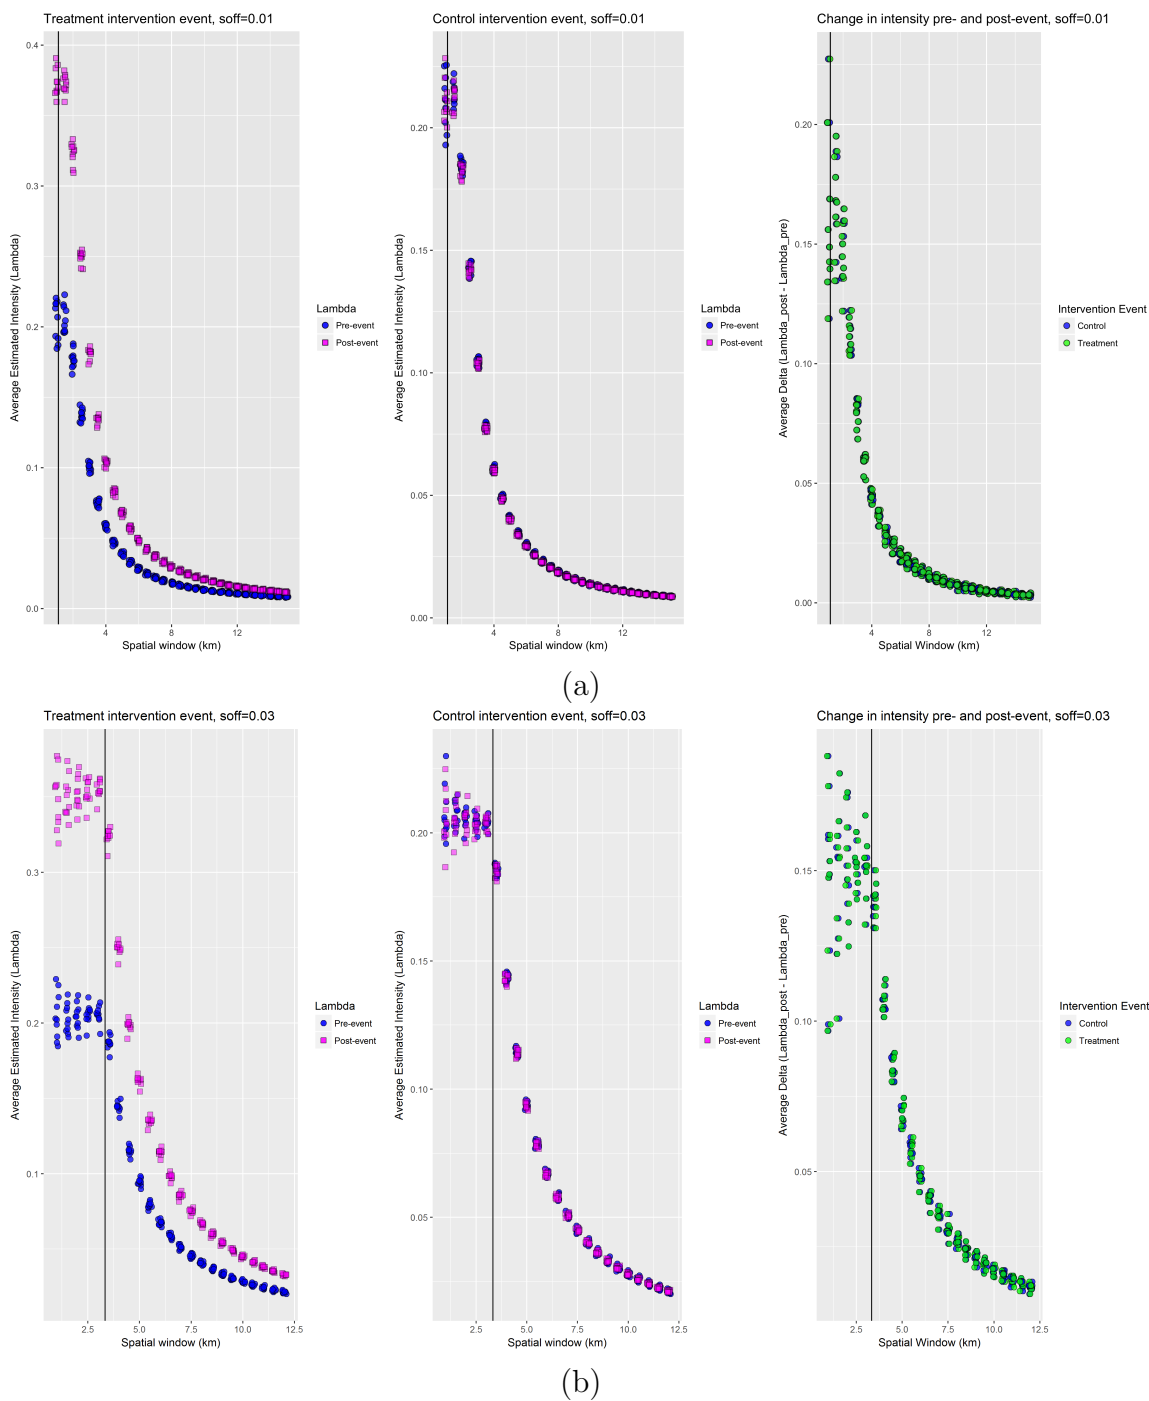 Treatment intervention event, soff=0.01
Control intervention event, soff=0.01
Change in intensity pre- and post-event, soff=0.01
Average Estimated Intensity (Lambda)
0.4
0.3
0.2
0.1
0.0
4 8 12
Spatial window (km)
Lambda
Pre-event
Post-event
Average Estimated Intensity (Lambda)
0.20
0.15
0.10
0.05
0.00
4 8 12
Spatial window (km)
Lambda
Pre-event
Post-event
Average Delta (Lambda_post - Lambda_pre)
0.20
0.15
0.10
0.05
0.00
4 8 12
Spatial Window (km)
Intervention Event
Control
Treatment
(a)
Treatment intervention event, soff=0.03
Control intervention event, soff=0.03
Change in intensity pre- and post-event, soff=0.03
Average Estimated Intensity (Lambda)
0.3
0.2
0.1
2.5 5.0 7.5 10.0 12.5
Spatial window (km)
Lambda
Pre-event
Post-event
Average Estimated Intensity (Lambda)
0.20
0.15
0.10
0.05
2.5 5.0 7.5 10.0 12.5
Spatial window (km)
Lambda
Pre-event
Post-event
Average Delta (Lambda_post - Lambda_pre)
0.15
0.10
0.05
2.5 5.0 7.5 10.0 12.5
Spatial Window (km)
Intervention Event
Control
Treatment
(b)